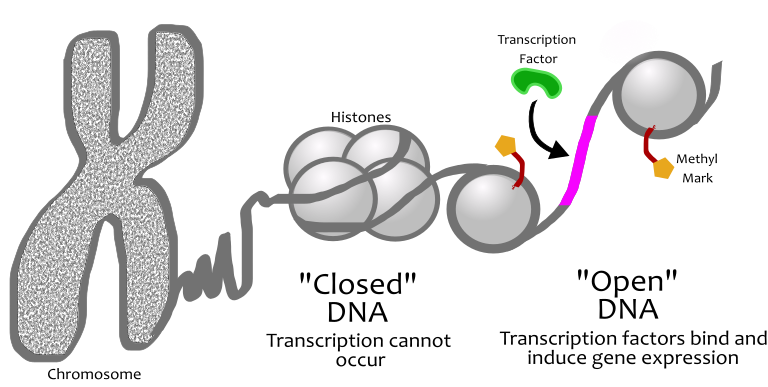 Transcription
Factor
Histones
Methyl
Mark
"Closed"
DNA
Transcription cannot
occur
"Open"
DNA
Transcription factors bind and
induce gene expression
Chromosome